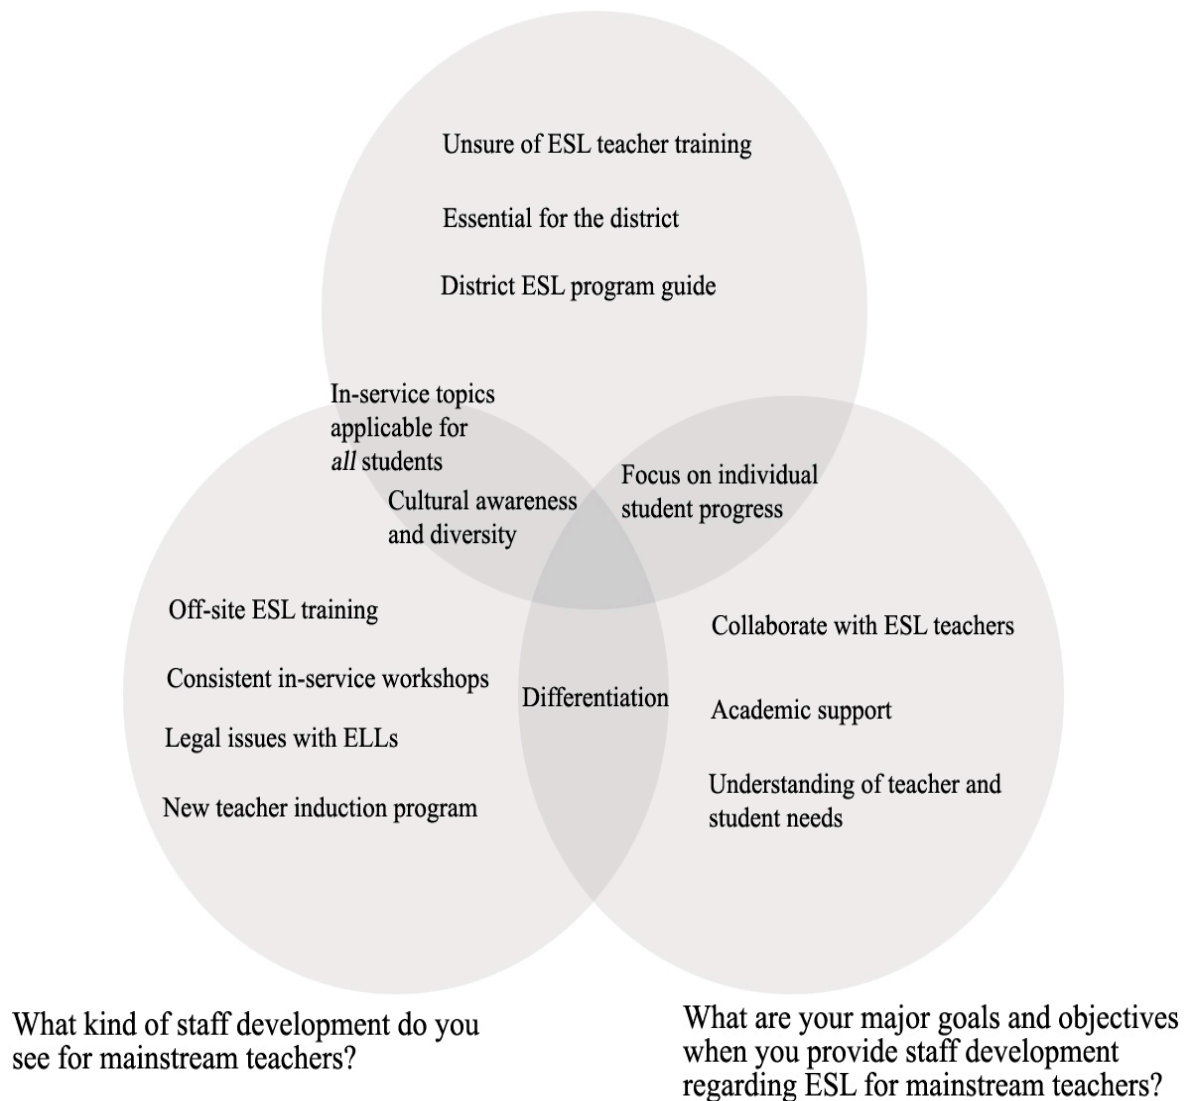 Unsure of ESL teacher training
Essential for the district
District ESL program guide
In-service topics
applicable for
all students
Cultural awareness
and diversity
Focus on individual
student progress
Off-site ESL training
Consistent in-service workshops
Legal issues with ELLs
New teacher induction program
Differentiation
Collaborate with ESL teachers
Academic support
Understanding of teacher and
student needs
What kind of staff development do you
see for mainstream teachers?
What are your major goals and objectives
when you provide staff development
regarding ESL for mainstream teachers?